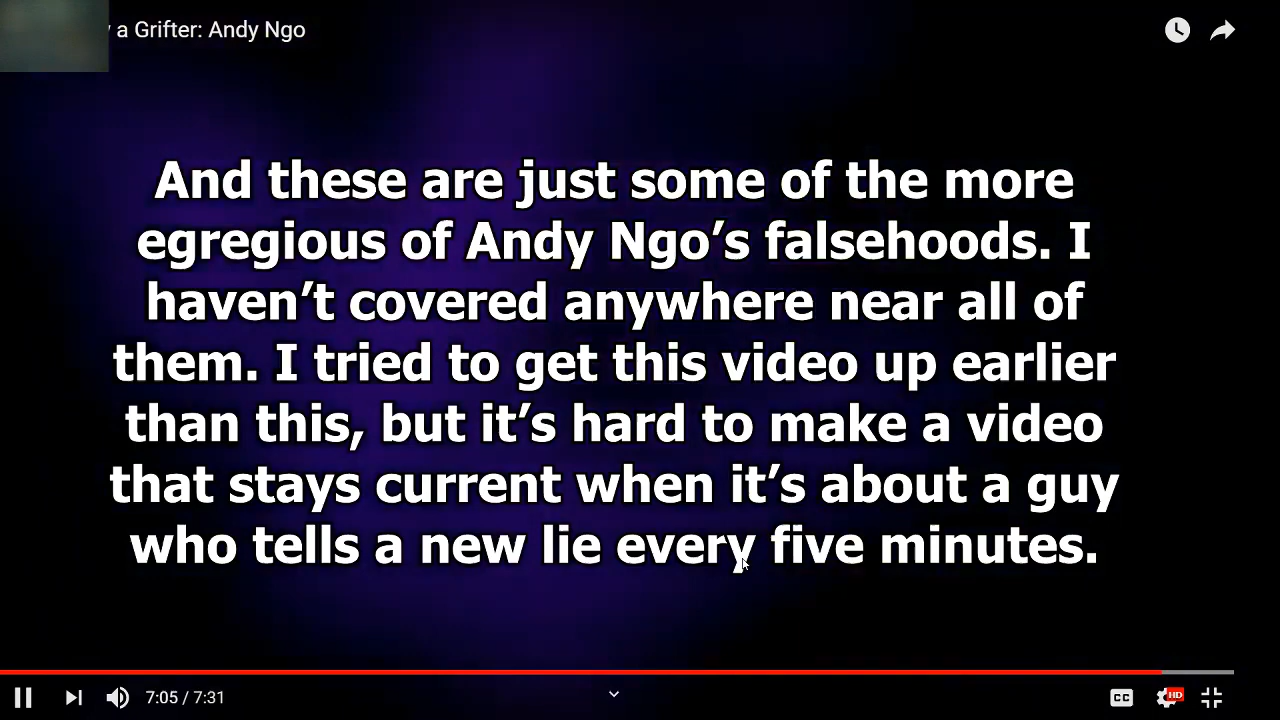 a Grifter: Andy Ngo
And these are just some of the more
egregious of Andy Ngo’s falsehoods. I
haven’t covered anywhere near all of
them. I tried to get this video up earlier
than this, but it’s hard to make a video
that stays current when it’s about a guy
who tells a new lie every five minutes.
7:05 / 7:31
CC
HD